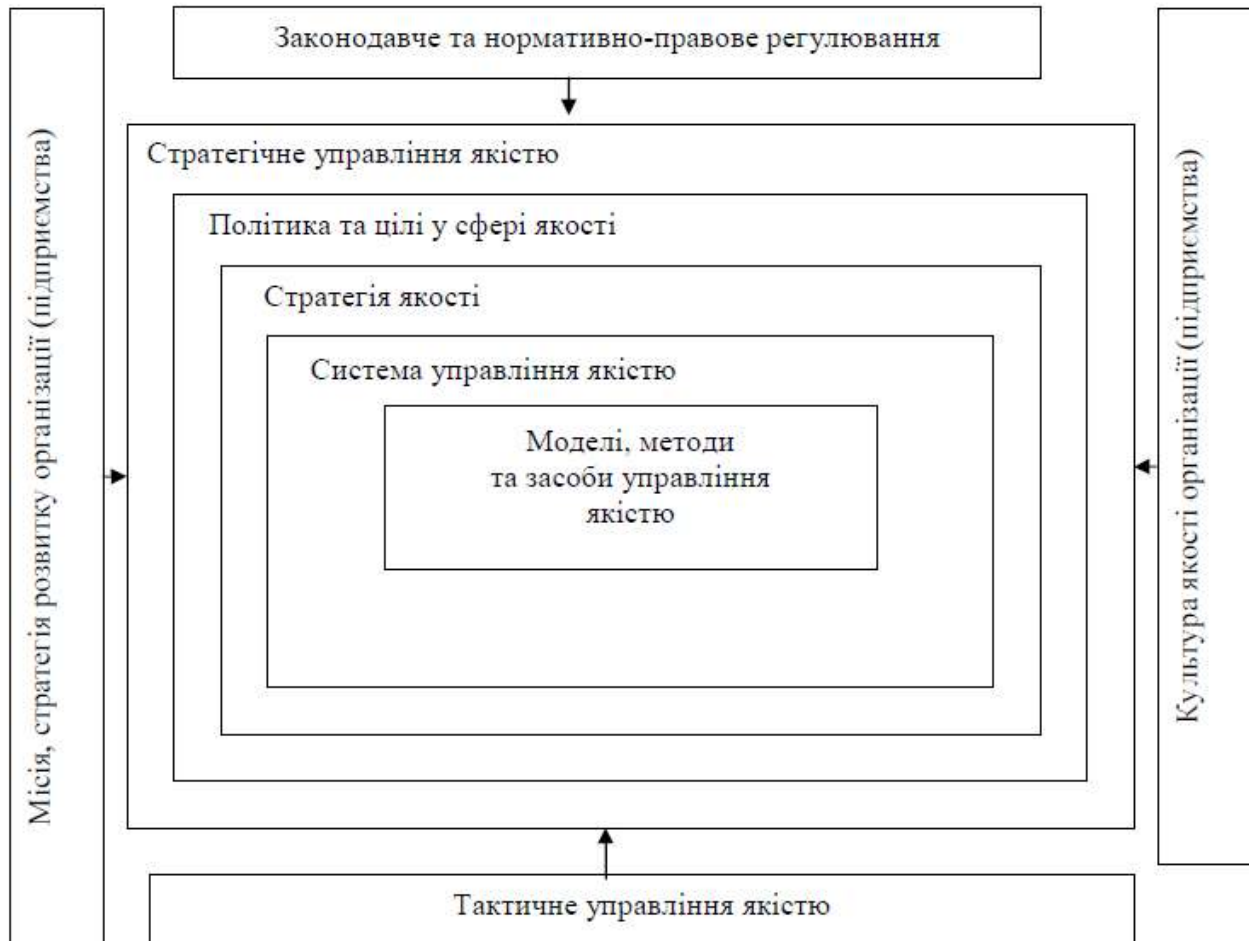 Законодавче та нормативно-правове регулювання
Місія, стратегія розвитку організації (підприємства)
Стратегічне управління якістю
Політика та цілі у сфері якості
Стратегія якості
Система управління якістю
Моделі, методи
та засоби управління
якістю
Культура якості організації (підприємства)
Тактичне управління якістю